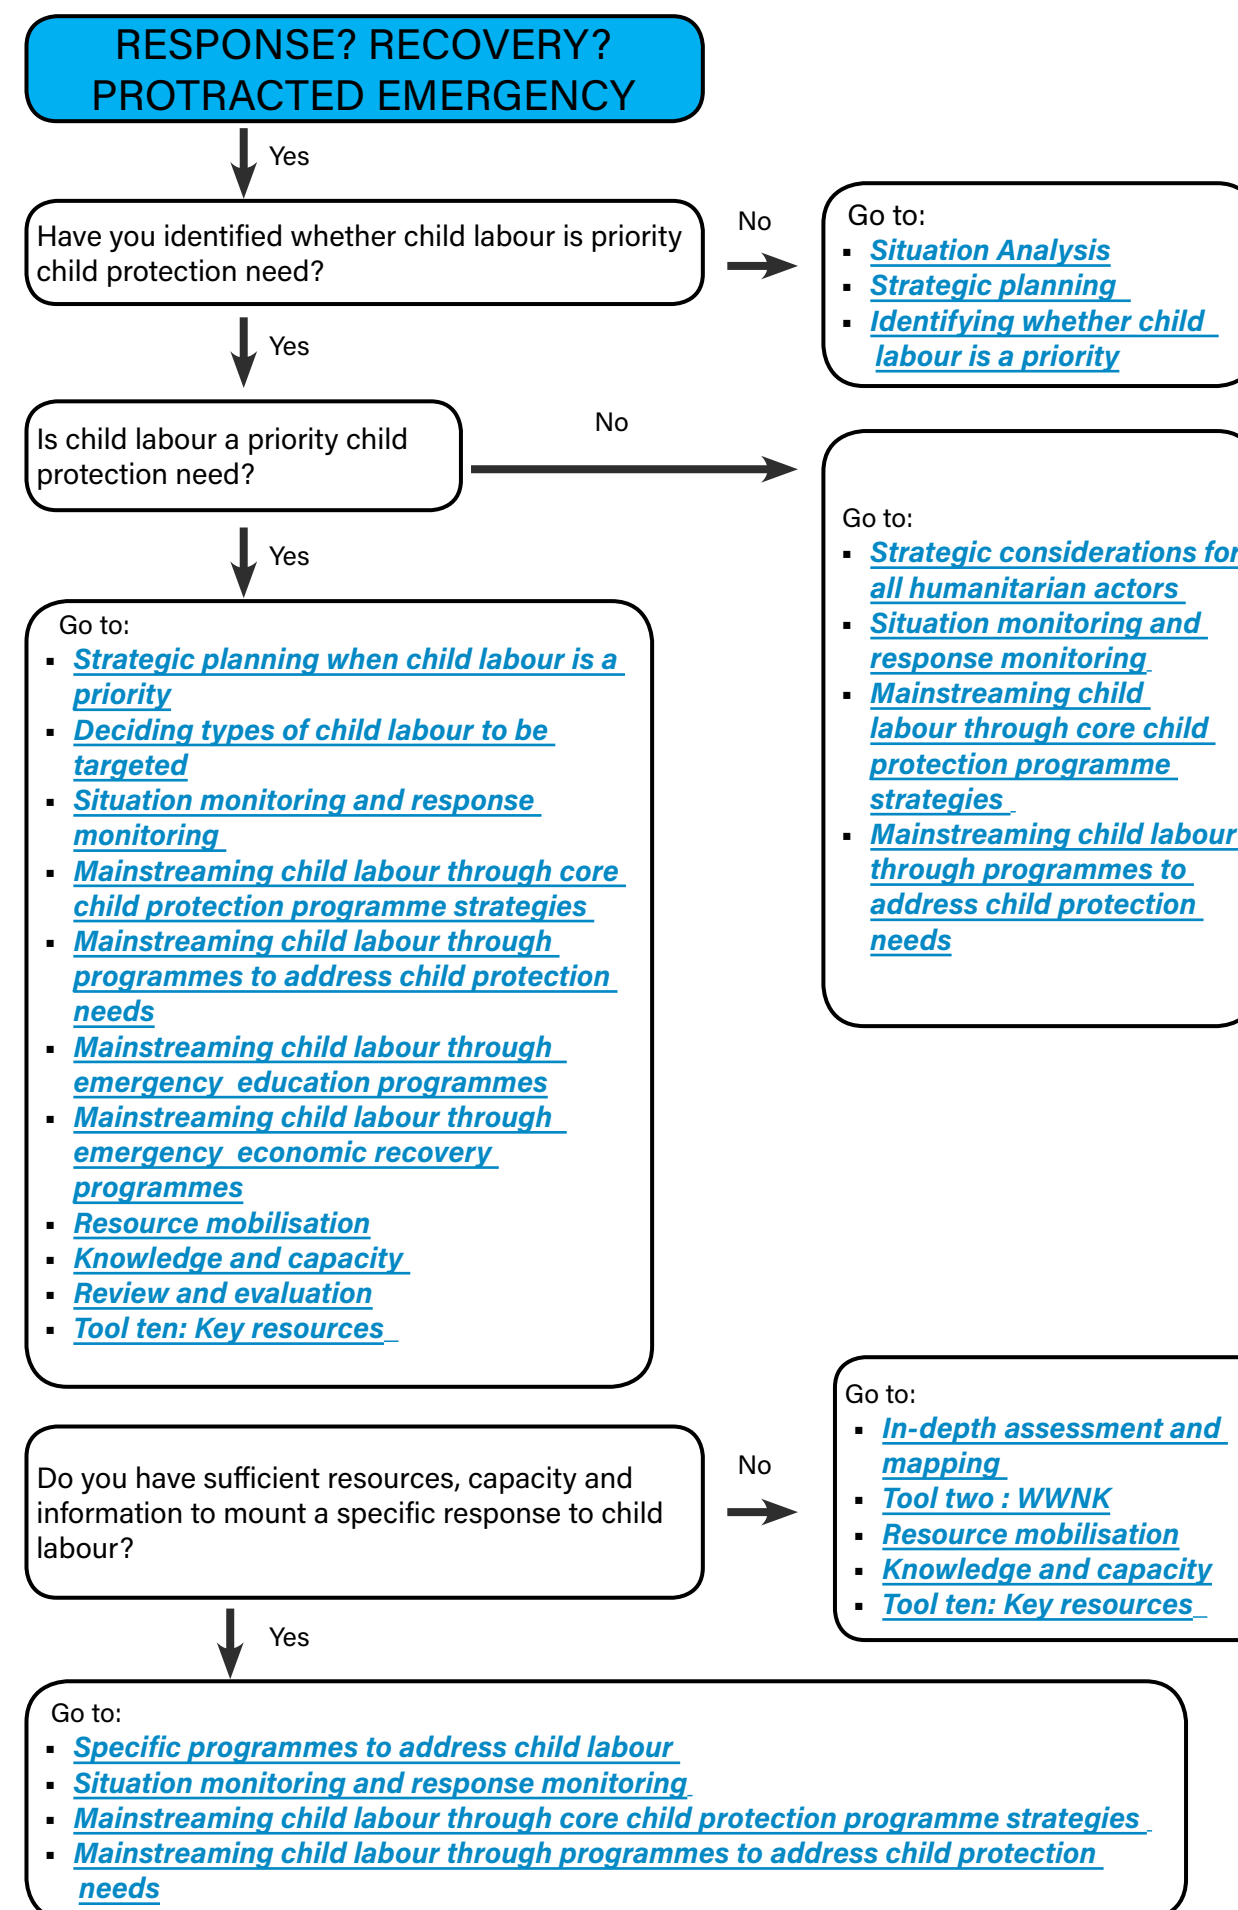 RESPONSE? RECOVERY?
PROTRACTED EMERGENCY
Yes
Have you identified whether child labour is priority
child protection need?
No
Go to:
▪ Situation Analysis
▪ Strategic planning
▪ Identifying whether child
labour is a priority
Yes
Is child labour a priority child
protection need?
No
Go to:
▪ Strategic considerations for
all humanitarian actors
▪ Situation monitoring and
response monitoring
▪ Mainstreaming child
labour through core child
protection programme
strategies
▪ Mainstreaming child labour
through programmes to
address child protection
needs
Yes
Go to:
▪ Strategic planning when child labour is a
priority
▪ Deciding types of child labour to be
targeted
▪ Situation monitoring and response
monitoring
▪ Mainstreaming child labour through core
child protection programme strategies
▪ Mainstreaming child labour through
programmes to address child protection
needs
▪ Mainstreaming child labour through
emergency education programmes
▪ Mainstreaming child labour through
emergency economic recovery
programmes
▪ Resource mobilisation
▪ Knowledge and capacity
▪ Review and evaluation
▪ Tool ten: Key resources
Do you have sufficient resources, capacity and
information to mount a specific response to child
labour?
No
Go to:
▪ In-depth assessment and
mapping
▪ Tool two : WWNK
▪ Resource mobilisation
▪ Knowledge and capacity
▪ Tool ten: Key resources
Yes
Go to:
▪ Specific programmes to address child labour
▪ Situation monitoring and response monitoring
▪ Mainstreaming child labour through core child protection programme strategies
▪ Mainstreaming child labour through programmes to address child protection
needs